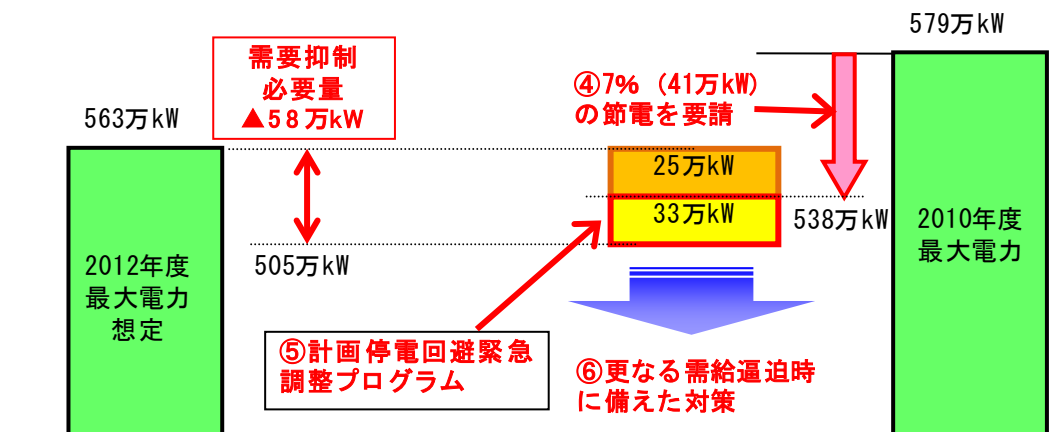 579万kW
需要抑制
必要量
▲58万kW
④7% (41万kW)
の節電を要請
563万kW
25万kW
33万kW
538万kW
2010年度
最大電力
505万kW
2012年度
最大電力
想定
⑤計画停電回避緊急
調整プログラム
⑥更なる需給逼迫時
に備えた対策